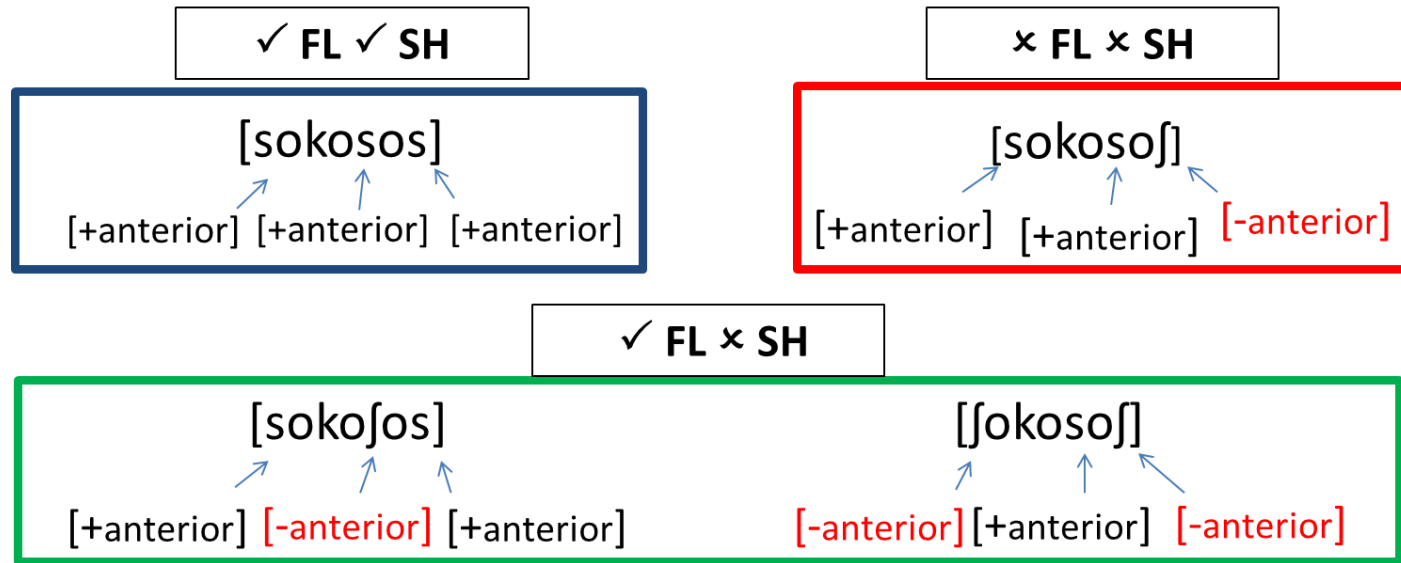 ✓ FL ✓ SH
[sokosos]
[+anterior] [+anterior] [+anterior]
× FL × SH
[sokosoʃ]
[+anterior] [+anterior] [-anterior]
✓ FL × SH
[sokoʃos]
[+anterior] [-anterior] [+anterior]
[ʃokosoʃ]
[-anterior] [+anterior] [-anterior]